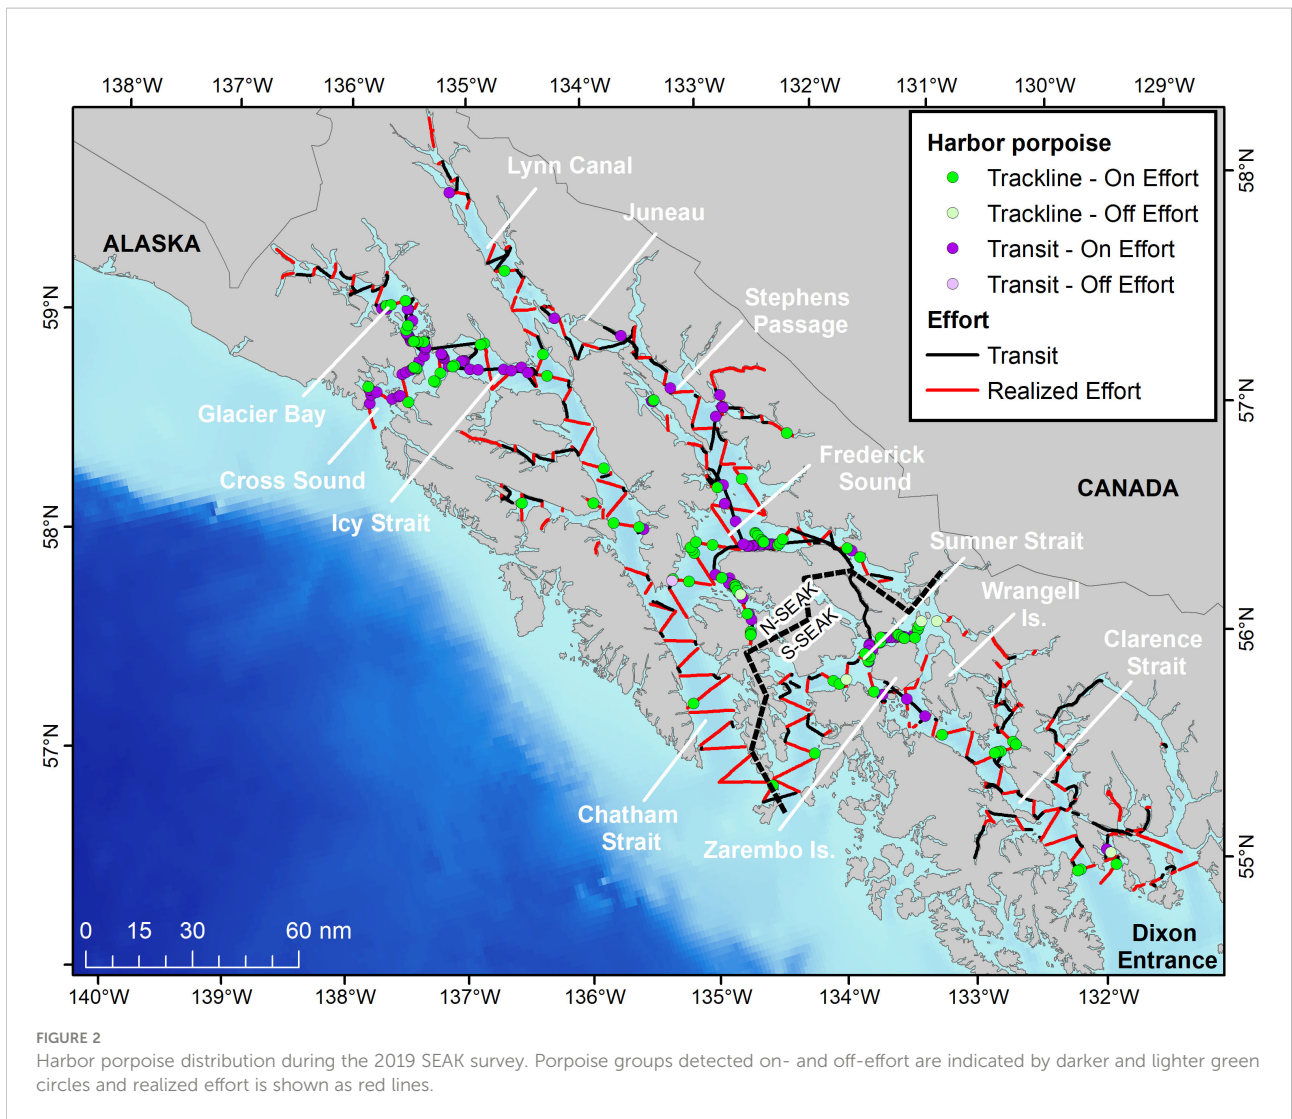 138°W 137°W 136°W 135°W 134°W 133°W 132°W 131°W 130°W 129°W
Harbor porpoise
Trackline - On Effort
Trackline - Off Effort
Transit - On Effort
Transit - Off Effort
Effort
Transit
Realized Effort
58°N
57°N
56°N
55°N
59°N
58°N
57°N
Lynn Canal
Juneau
ALASKA
Stephens
Passage
Glacier Bay
Cross Sound
Icy Strait
Frederick
Sound
CANADA
Sumner Strait
Wrangell
Is.
Clarence
Strait
N-SEAK
S-SEAK
Chatham
Strait
Zarembo Is.
Dixon
Entrance
0 15 30 60 nm
140°W 139°W 138°W 137°W 136°W 135°W 134°W 133°W 132°W
FIGURE 2
Harbor porpoise distribution during the 2019 SEAK survey. Porpoise groups detected on- and off-effort are indicated by darker and lighter green
circles and realized effort is shown as red lines.